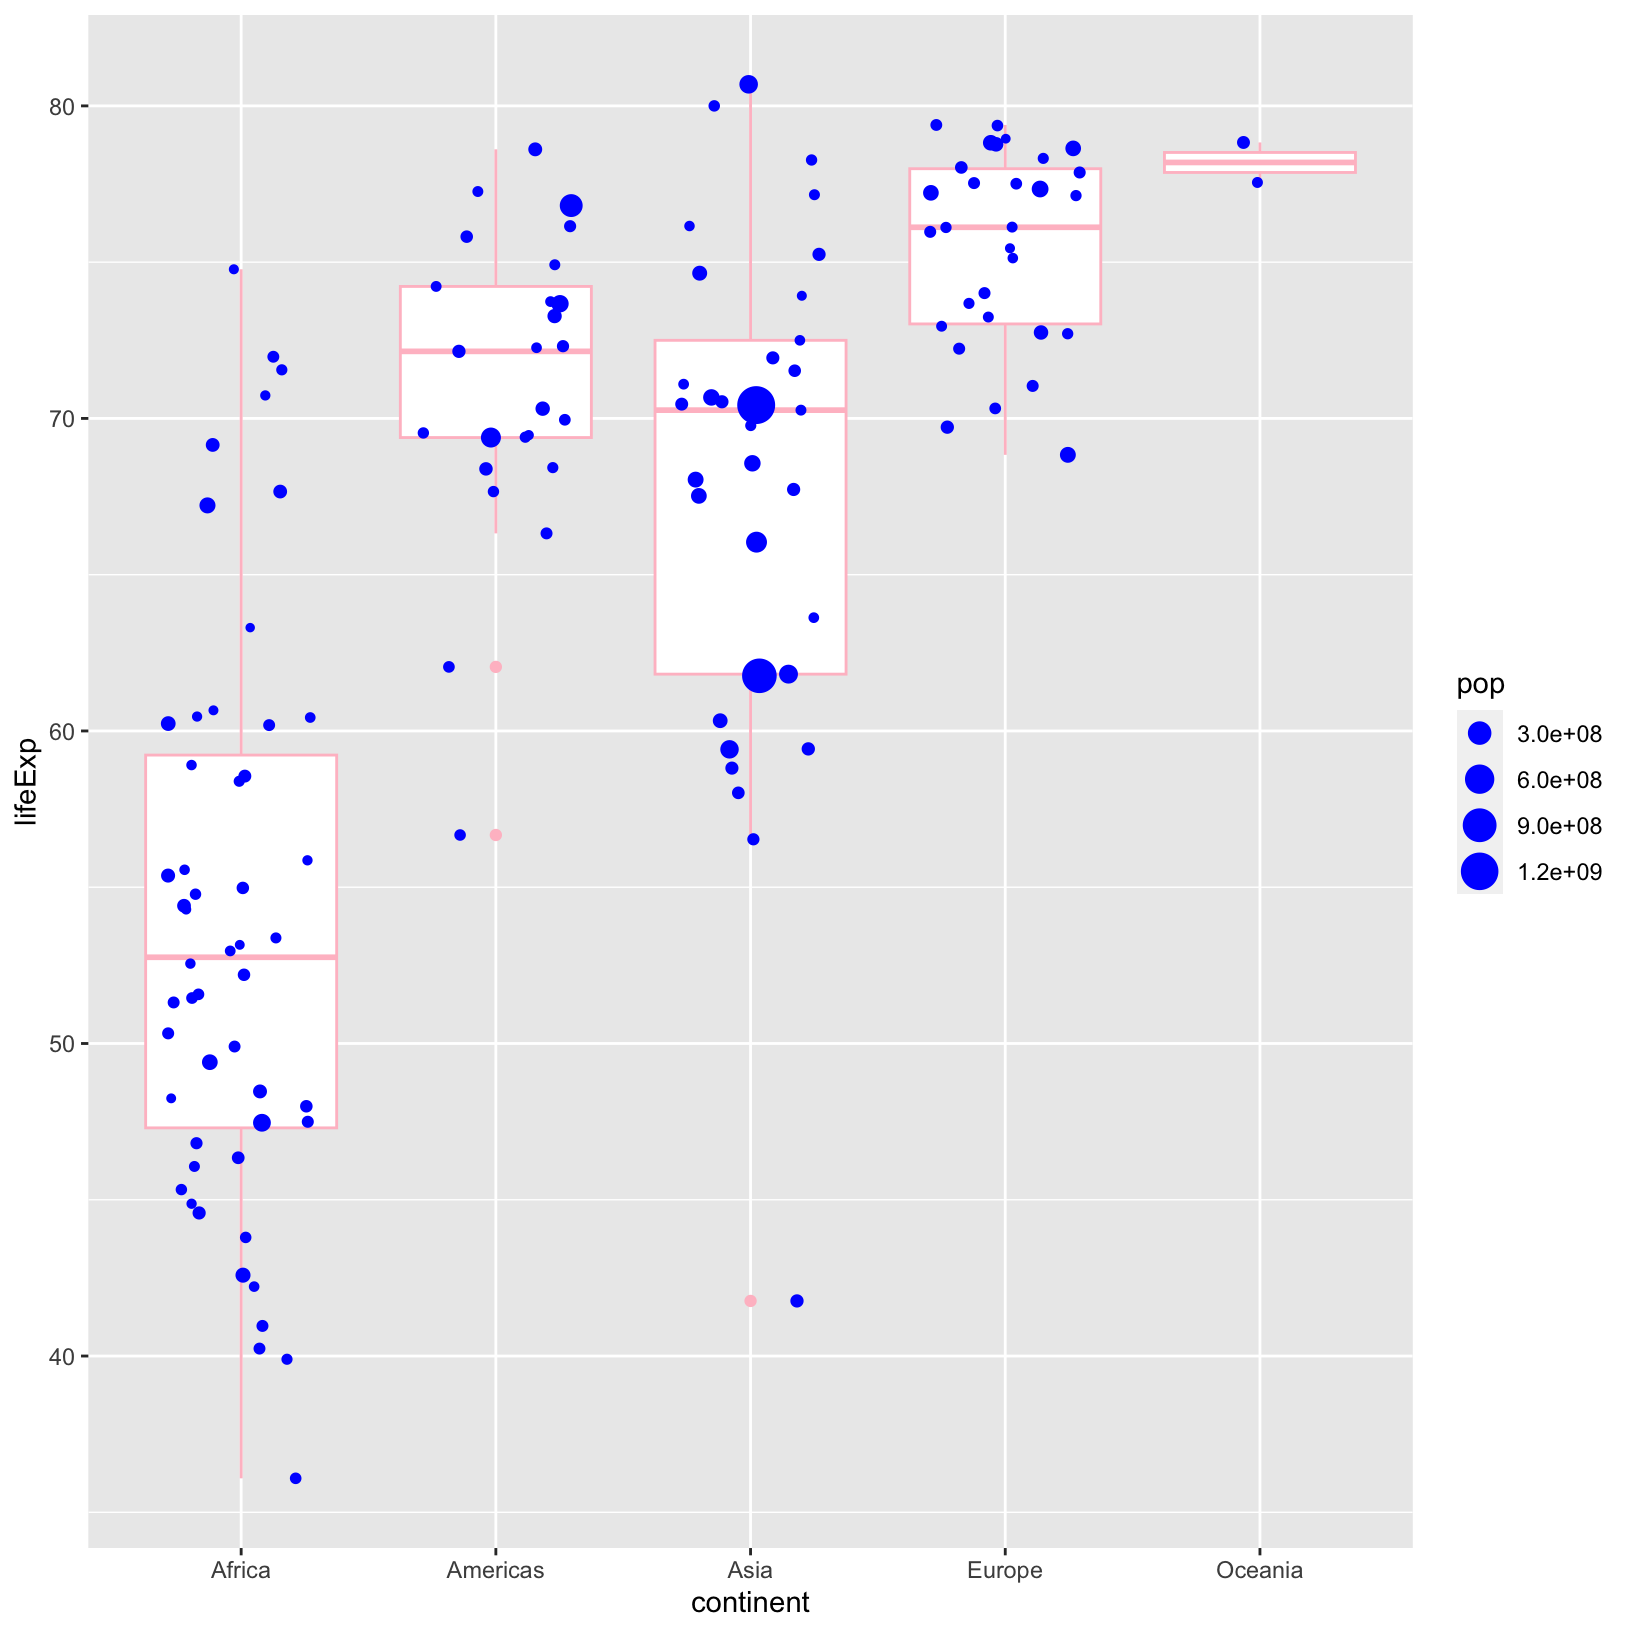 80
70
60
50
40
lifeExp
Africa
Americas
Asia
Europe
Oceania
continent
pop
3.0e+08
6.0e+08
9.0e+08
1.2e+09